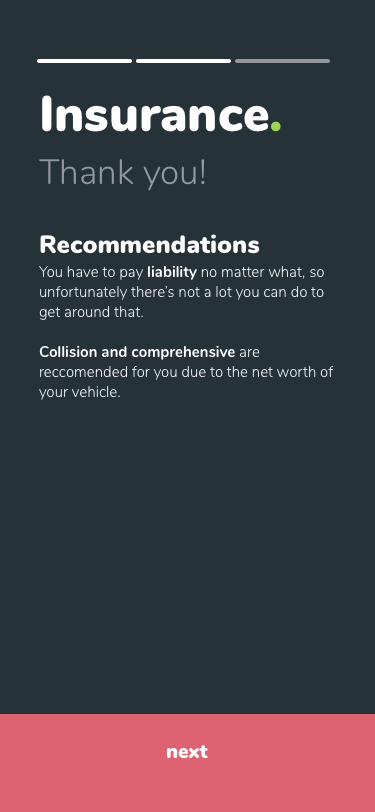 Insurance.
Thank you!
Recommendations
You have to pay liability no matter what, so
unfortunately there's not a lot you can do to
get around that.
Collision and comprehensive are
reccomended for you due to the net worth of
your vehicle.
next